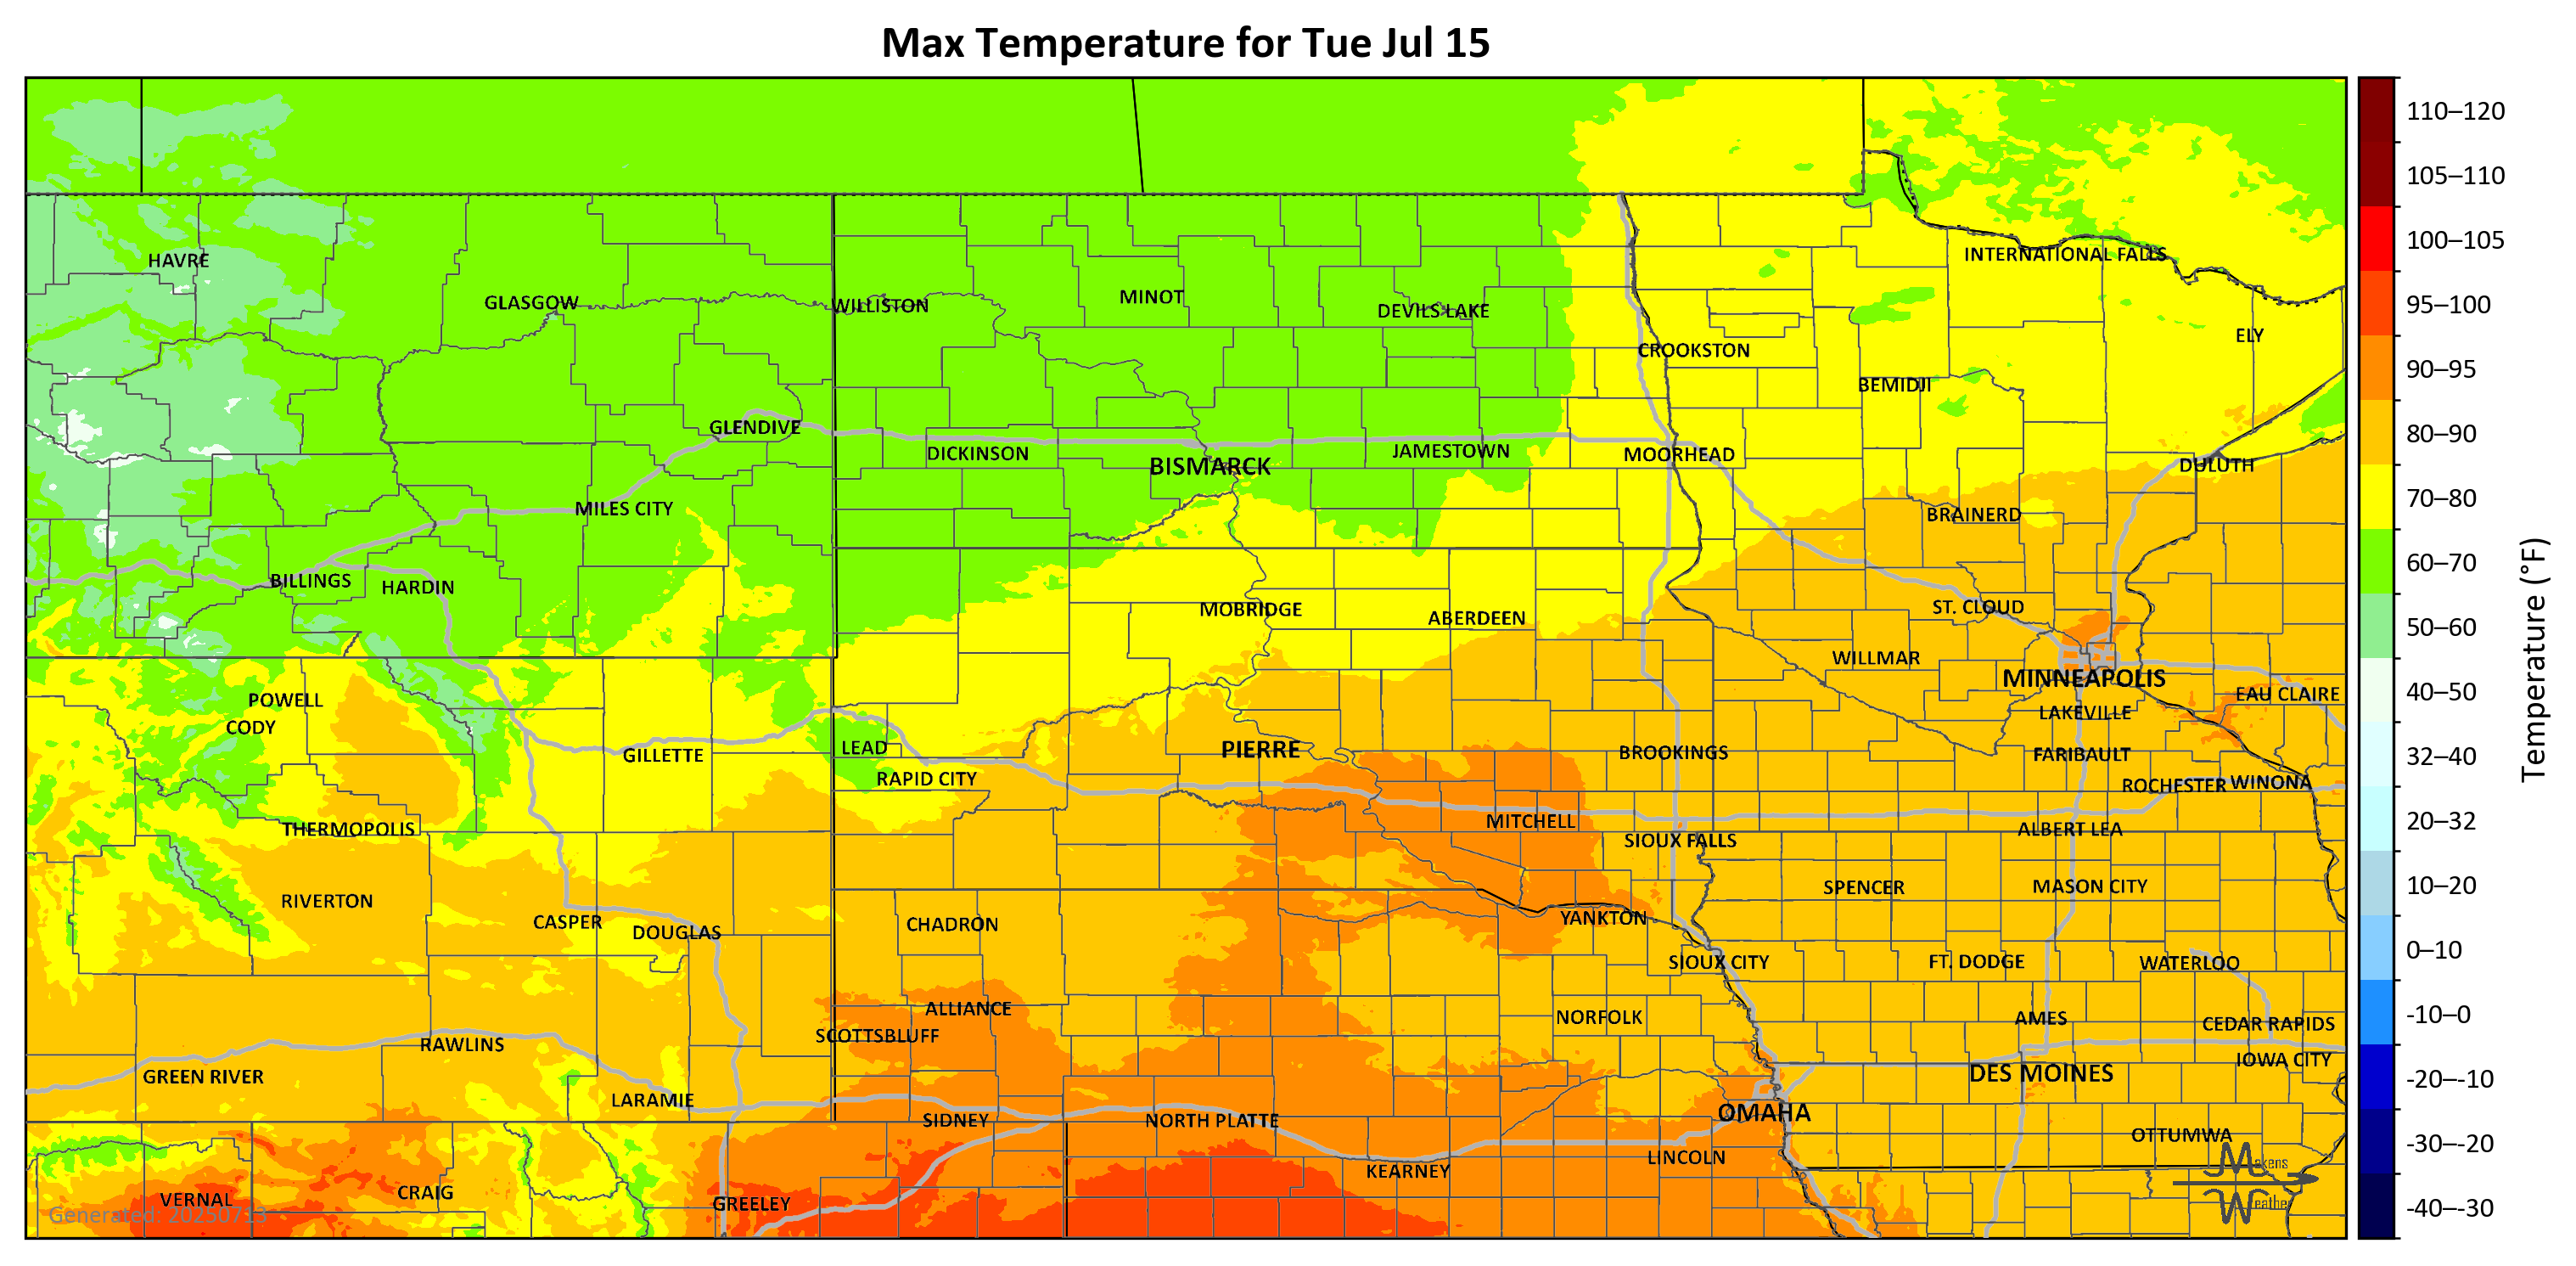 Max Temperature for Tue Jul 15
110–120
105–110
100–105
95–100
90–95
80–90
70–80
60–70
50–60
40–50
32–40
20–32
10–20
0–10
-10–0
-20–-10
-30–-20
-40–-30
Temperature (°F)
HAVRE
GLASGOW
WILLISTON
MINOT
DEVILS LAKE
INTERNATIONAL FALLS
ELY
CROOKSTON
BEMIDJI
GLENDIVE
DICKINSON
BISMARCK
JAMESTOWN
MOORHEAD
DULUTH
MILES CITY
BRAINERD
BILLINGS
HARDIN
MOBRIDGE
ABERDEEN
ST. CLOUD
WILLMAR
MINNEAPOLIS
EAU CLAIRE
POWELL
CODY
LAKEVILLE
GILLETTE
LEAD
PIERRE
BROOKINGS
FARIBAULT
RAPID CITY
ROCHESTER
WINONA
THERMOPOLIS
MITCHELL
SIOUX FALLS
ALBERT LEA
RIVERTON
SPENCER
MASON CITY
CASPER
DOUGLAS
CHADRON
YANKTON
SIOUX CITY
FT. DODGE
WATERLOO
ALLIANCE
SCOTTSBLUFF
NORFOLK
AMES
CEDAR RAPIDS
RAWLINS
IOWA CITY
GREEN RIVER
DES MOINES
LARAMIE
SIDNEY
NORTH PLATTE
OMAHA
OTTUMWA
KEARNEY
LINCOLN
VERNAL
CRAIG
GREELEY
Generated: 20250713
Makens
Weather